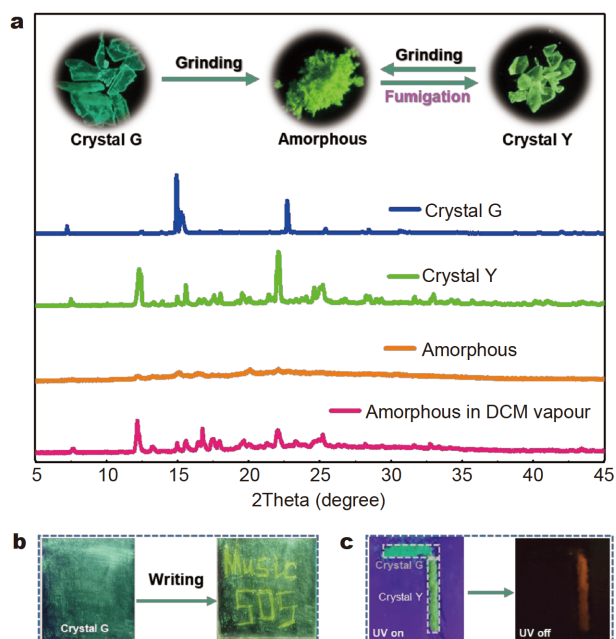 a
Grinding
Grinding
Fumigation
Crystal G
Amorphous
Crystal Y
Crystal G
Crystal Y
Amorphous
Amorphous in DCM vapour
5 10 15 20 25 30 35 40 45
2Theta (degree)
b
Crystal G
Writing
Music
SOS
c
Crystal G
Crystal Y
UV on
UV off